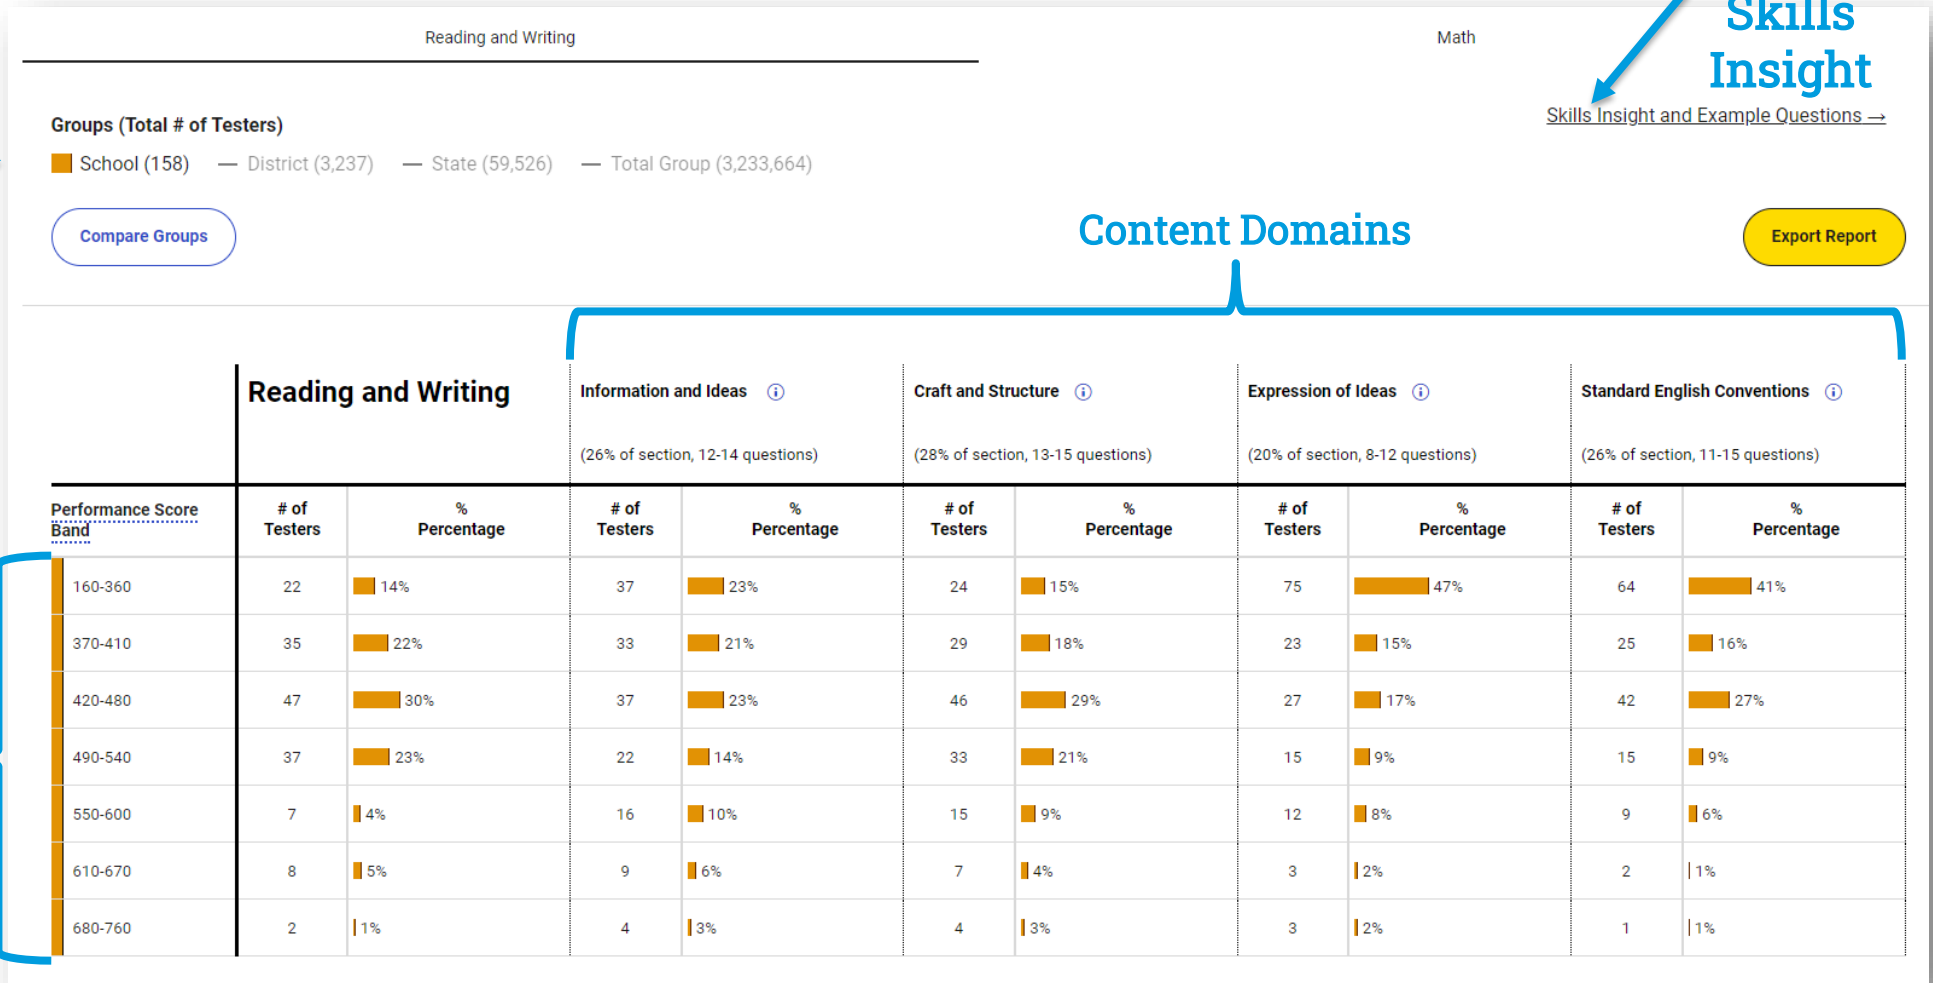 Skills
Insight
Reading and Writing Math
Skills Insight and Example Questions →
Groups (Total # of Testers)
School (158) — District (3,237) — State (59,526) — Total Group (3,233,664)
Compare Groups
Content Domains
Export Report
Reading and Writing Information and Ideas Craft and Structure Expression of Ideas Standard English Conventions
(26% of section, 12-14 questions) (28% of section, 13-15 questions) (20% of section, 8-12 questions) (26% of section, 11-15 questions)
Performance Score # of % # of % # of % # of % # of %
Band Testers Percentage Testers Percentage Testers Percentage Testers Percentage Testers Percentage
160-360 22 14% 37 23% 24 15% 75 47% 64 41%
370-410 35 22% 33 21% 29 18% 23 15% 25 16%
420-480 47 30% 37 23% 46 29% 27 17% 42 27%
490-540 37 23% 22 14% 33 21% 15 9% 15 9%
550-600 7 4% 16 10% 15 9% 12 8% 9 6%
610-670 8 5% 9 6% 7 4% 3 2% 2 1%
680-760 2 1% 4 3% 4 3% 3 2% 1 1%